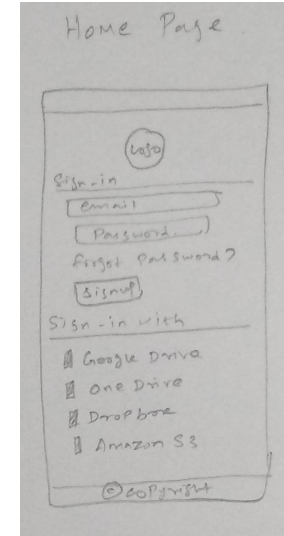 Home Page
Logo
Sign-in
email
Password
forgot password?
Signup
Sign-in with
Google Drive
One Drive
Dropbox
Amazon S3
© copyright